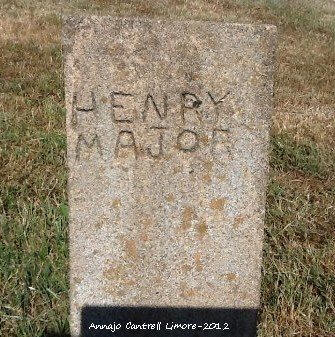 HENRY
MAJOR
Annajo Cantrell Limore-2012